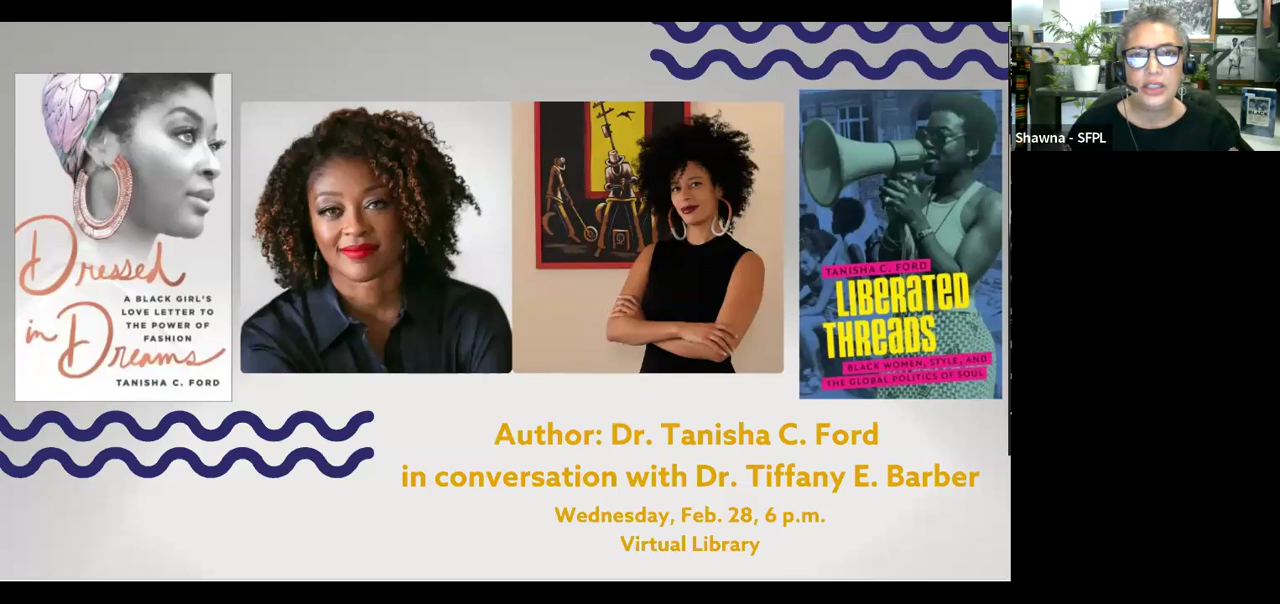 Dressed
in Dreams
A BLACK GIRL'S
LOVE LETTER TO
THE POWER OF
FASHION
TANISHA C. FORD
TANISHA C. FORD
LIBERATED
THREADS
BLACK WOMEN, STYLE, AND
THE GLOBAL POLITICS OF SOUL
Author: Dr. Tanisha C. Ford
in conversation with Dr. Tiffany E. Barber
Wednesday, Feb. 28, 6 p.m.
Virtual Library
Shawna - SFPL
BLACK